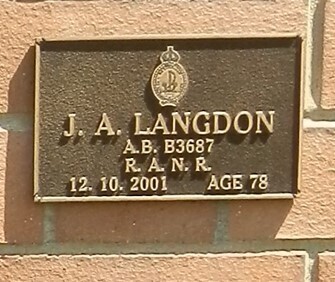 J. A. LANGDON
A.B. B3687
R. A. N. R.
12. 10. 2001 AGE 78